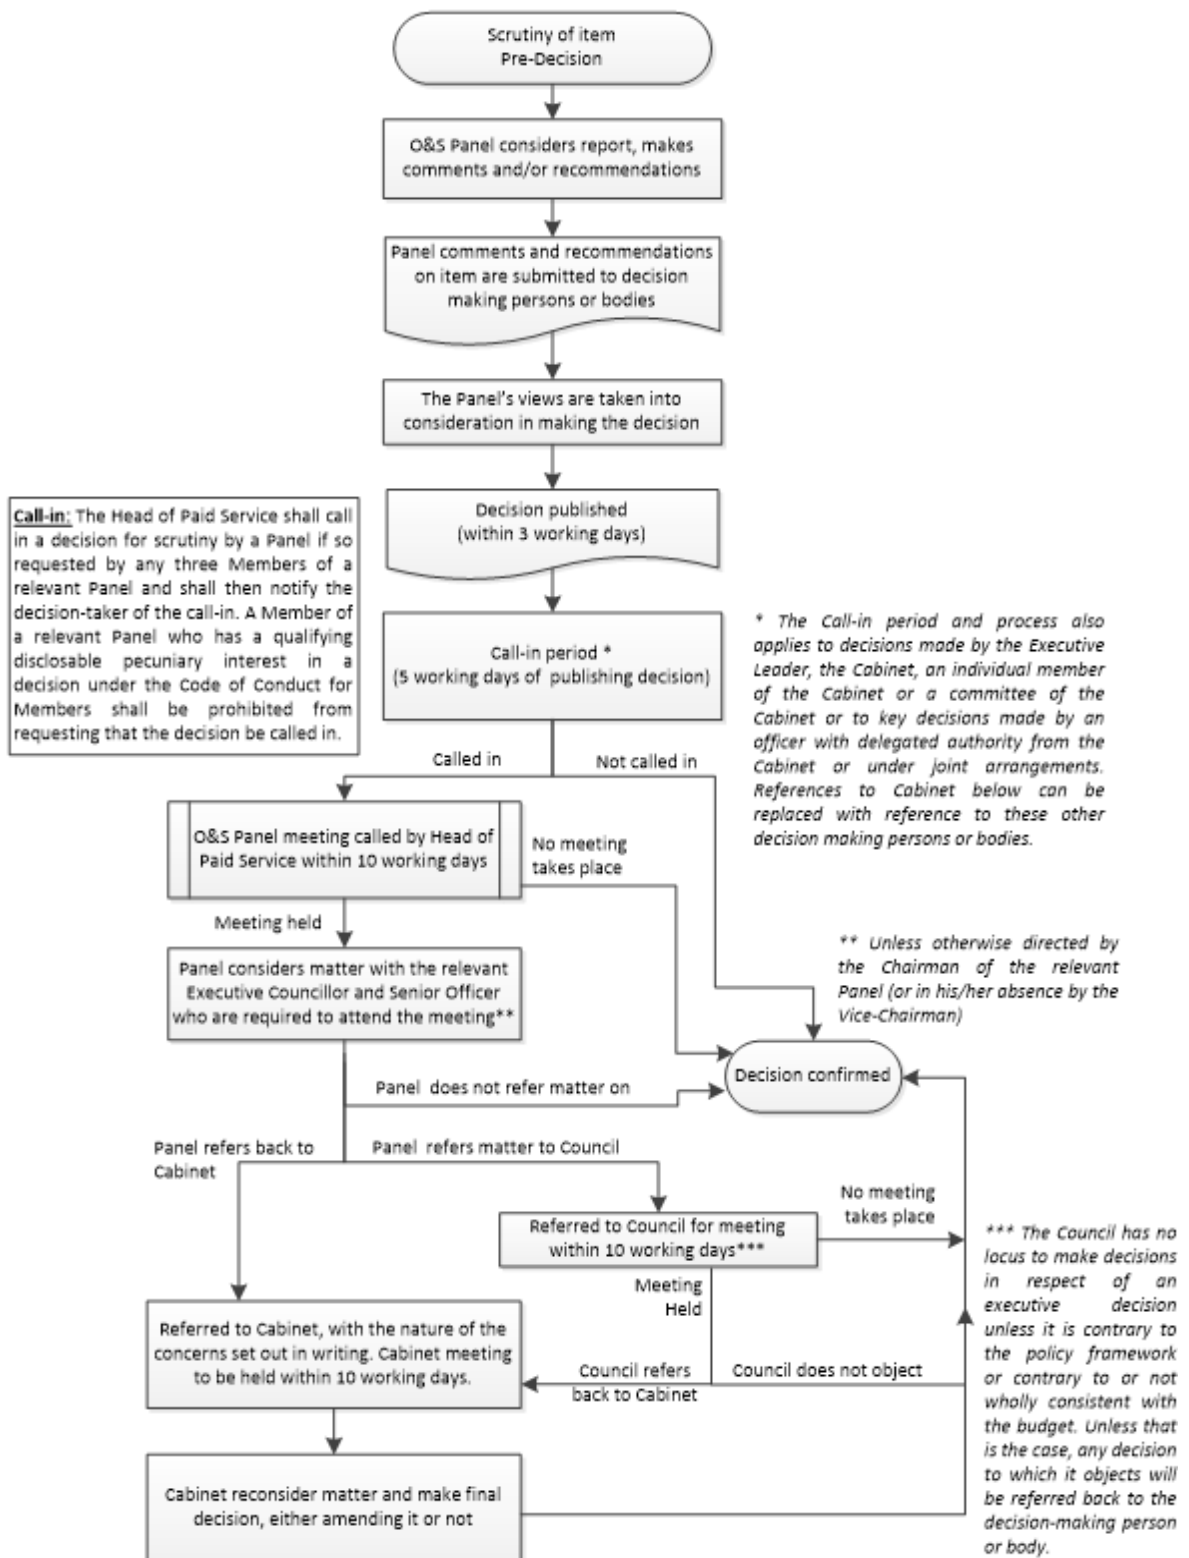 Scrutiny of item
Pre-Decision
O&S Panel considers report, makes
comments and/or recommendations
Panel comments and recommendations
on item are submitted to decision
making persons or bodies
The Panel's views are taken into
consideration in making the decision
Decision published
(within 3 working days)
Call-in: The Head of Paid Service shall call
in a decision for scrutiny by a Panel if so
requested by any three Members of a
relevant Panel and shall then notify the
decision-taker of the call-in. A Member of
a relevant Panel who has a qualifying
disclosable pecuniary interest in a
decision under the Code of Conduct for
Members shall be prohibited from
requesting that the decision be called in.
Call-in period *
(5 working days of publishing decision)
* The Call-in period and process also
applies to decisions made by the Executive
Leader, the Cabinet, an individual member
of the Cabinet or a committee of the
Cabinet or to key decisions made by an
officer with delegated authority from the
Cabinet or under joint arrangements.
References to Cabinet below can be
replaced with reference to these other
decision making persons or bodies.
Called in
Not called in
O&S Panel meeting called by Head of
Paid Service within 10 working days
No meeting
takes place
Meeting held
Panel considers matter with the relevant
Executive Councillor and Senior Officer
who are required to attend the meeting**
** Unless otherwise directed by
the Chairman of the relevant
Panel (or in his/her absence by the
Vice-Chairman)
Decision confirmed
Panel does not refer matter on
Panel refers back to
Cabinet
Panel refers matter to Council
Referred to Council for meeting
within 10 working days***
No meeting
takes place
Meeting
Held
*** The Council has no
locus to make decisions
in respect of an
executive decision
unless it is contrary to
the policy framework
or contrary to or not
wholly consistent with
the budget. Unless that
is the case, any decision
to which it objects will
be referred back to the
decision-making person
or body.
Referred to Cabinet, with the nature of the
concerns set out in writing. Cabinet meeting
to be held within 10 working days.
Council refers
back to Cabinet
Council does not object
Cabinet reconsider matter and make final
decision, either amending it or not